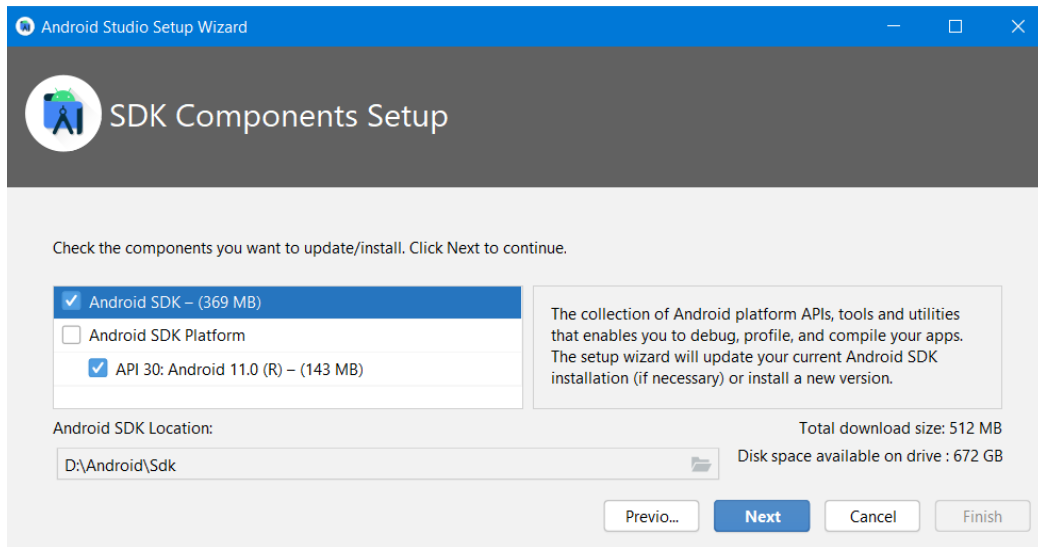 Android Studio Setup Wizard
SDK Components Setup
Check the components you want to update/install. Click Next to continue.
Android SDK – (369 MB)
Android SDK Platform
API 30: Android 11.0 (R) – (143 MB)
The collection of Android platform APIs, tools and utilities
that enables you to debug, profile, and compile your apps.
The setup wizard will update your current Android SDK
installation (if necessary) or install a new version.
Android SDK Location:
Total download size: 512 MB
D:\Android\Sdk
Disk space available on drive : 672 GB
Previo...
Next
Cancel
Finish